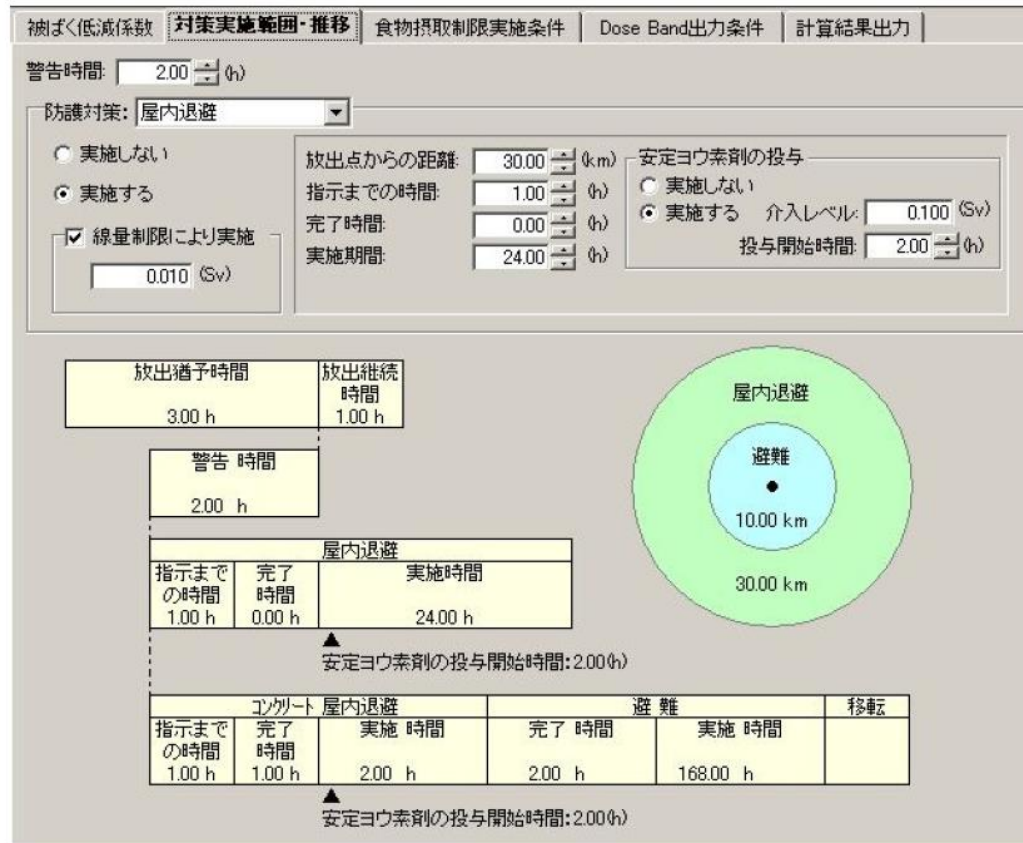 被ばく低減係数 対策実施範囲・推移 食物摂取制限実施条件 Dose Band出力条件 計算結果出力
警告時間: 2.00 (h)
防護対策: 屋内退避
実施しない
実施する
線量制限により実施
0.010 (Sv)
放出点からの距離: 30.00 (km)
指示までの時間: 1.00 (h)
完了時間: 0.00 (h)
実施期間: 24.00 (h)
安定ヨウ素剤の投与
実施しない
実施する 介入レベル: 0.100 (Sv)
投与開始時間: 2.00 (h)
放出猶予時間
3.00 h
放出継続
時間
1.00 h
警告 時間
2.00 h
屋内退避
指示まで
の時間
1.00 h
完了
時間
0.00 h
実施時間
24.00 h
安定ヨウ素剤の投与開始時間:2.00(h)
コンクリート 屋内退避
避 難
移転
指示まで
の時間
1.00 h
完了
時間
1.00 h
実施 時間
2.00 h
完了 時間
2.00 h
実施 時間
168.00 h
安定ヨウ素剤の投与開始時間:2.00(h)
屋内退避
避難
10.00 km
30.00 km